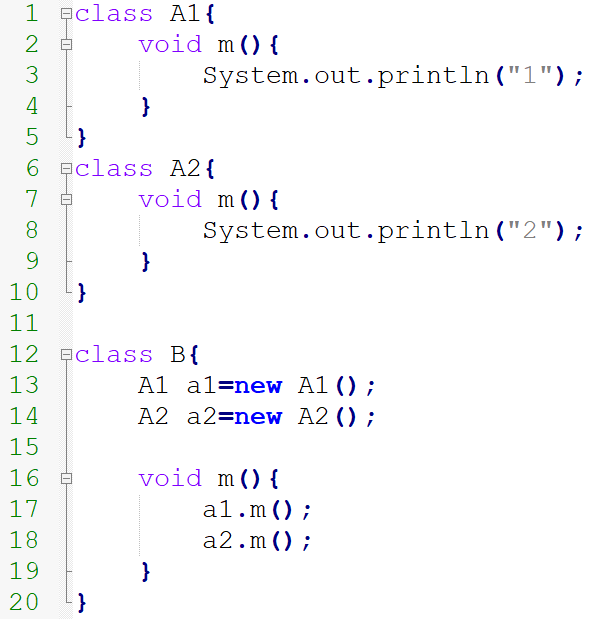 1 class A1{
2     void m(){
3         System.out.println("1");
4     }
5 }
6 class A2{
7     void m(){
8         System.out.println("2");
9     }
10 }
11
12 class B{
13     A1 a1=new A1();
14     A2 a2=new A2();
15
16     void m(){
17         a1.m();
18         a2.m();
19     }
20 }